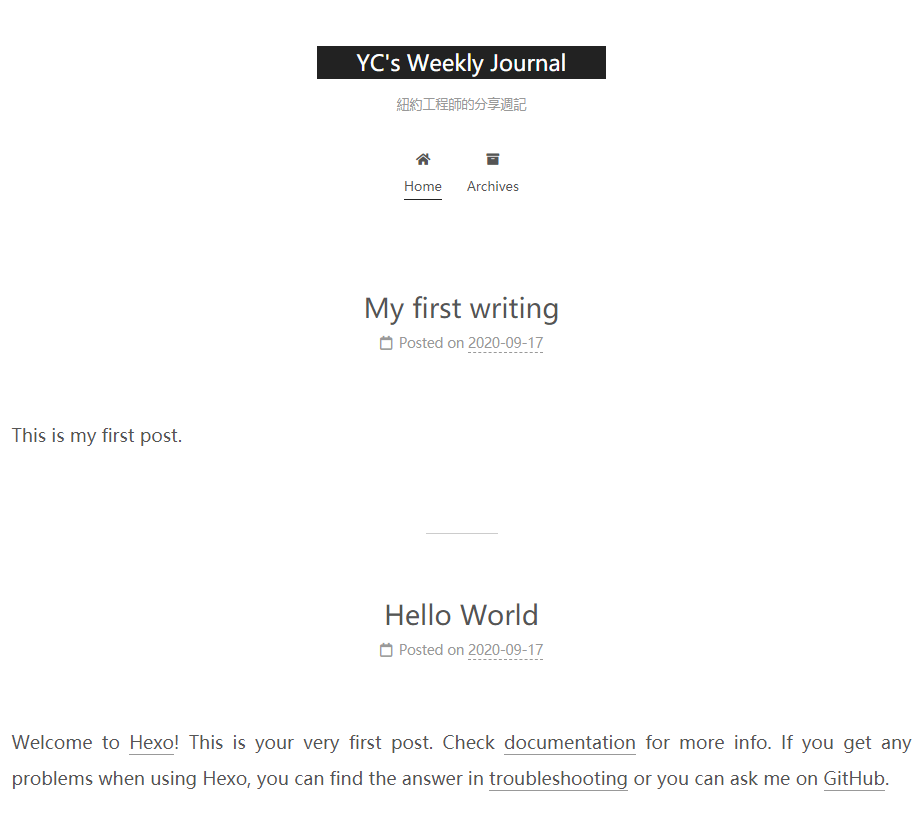 YC's Weekly Journal
紐約工程師的分享週記
Home Archives
My first writing
Posted on 2020-09-17
This is my first post.
Hello World
Posted on 2020-09-17
Welcome to Hexo! This is your very first post. Check documentation for more info. If you get any
problems when using Hexo, you can find the answer in troubleshooting or you can ask me on GitHub.